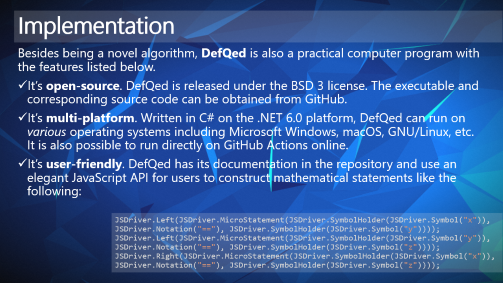 Implementation
Besides being a novel algorithm, DefQed is also a practical computer program with
the features listed below.
✓It's open-source. DefQed is released under the BSD 3 license. The executable and
corresponding source code can be obtained from GitHub.
✓It's multi-platform. Written in C# on the .NET 6.0 platform, DefQed can run on
various operating systems including Microsoft Windows, macOS, GNU/Linux, etc.
It is also possible to run directly on GitHub Actions online.
✓It's user-friendly. DefQed has its documentation in the repository and use an
elegant JavaScript API for users to construct mathematical statements like the
following:
JSDriver.Left(JSDriver.MicroStatement(JSDriver.SymbolHolder(JSDriver.Symbol("x")),
JSDriver.Notation("=="), JSDriver.SymbolHolder(JSDriver.Symbol("y"))));
JSDriver.Left(JSDriver.MicroStatement(JSDriver.SymbolHolder(JSDriver.Symbol("y")),
JSDriver.Notation("=="), JSDriver.SymbolHolder(JSDriver.Symbol("z"))));
JSDriver.Right(JSDriver.MicroStatement(JSDriver.SymbolHolder(JSDriver.Symbol("x")),
JSDriver.Notation("=="), JSDriver.SymbolHolder(JSDriver.Symbol("z"))));